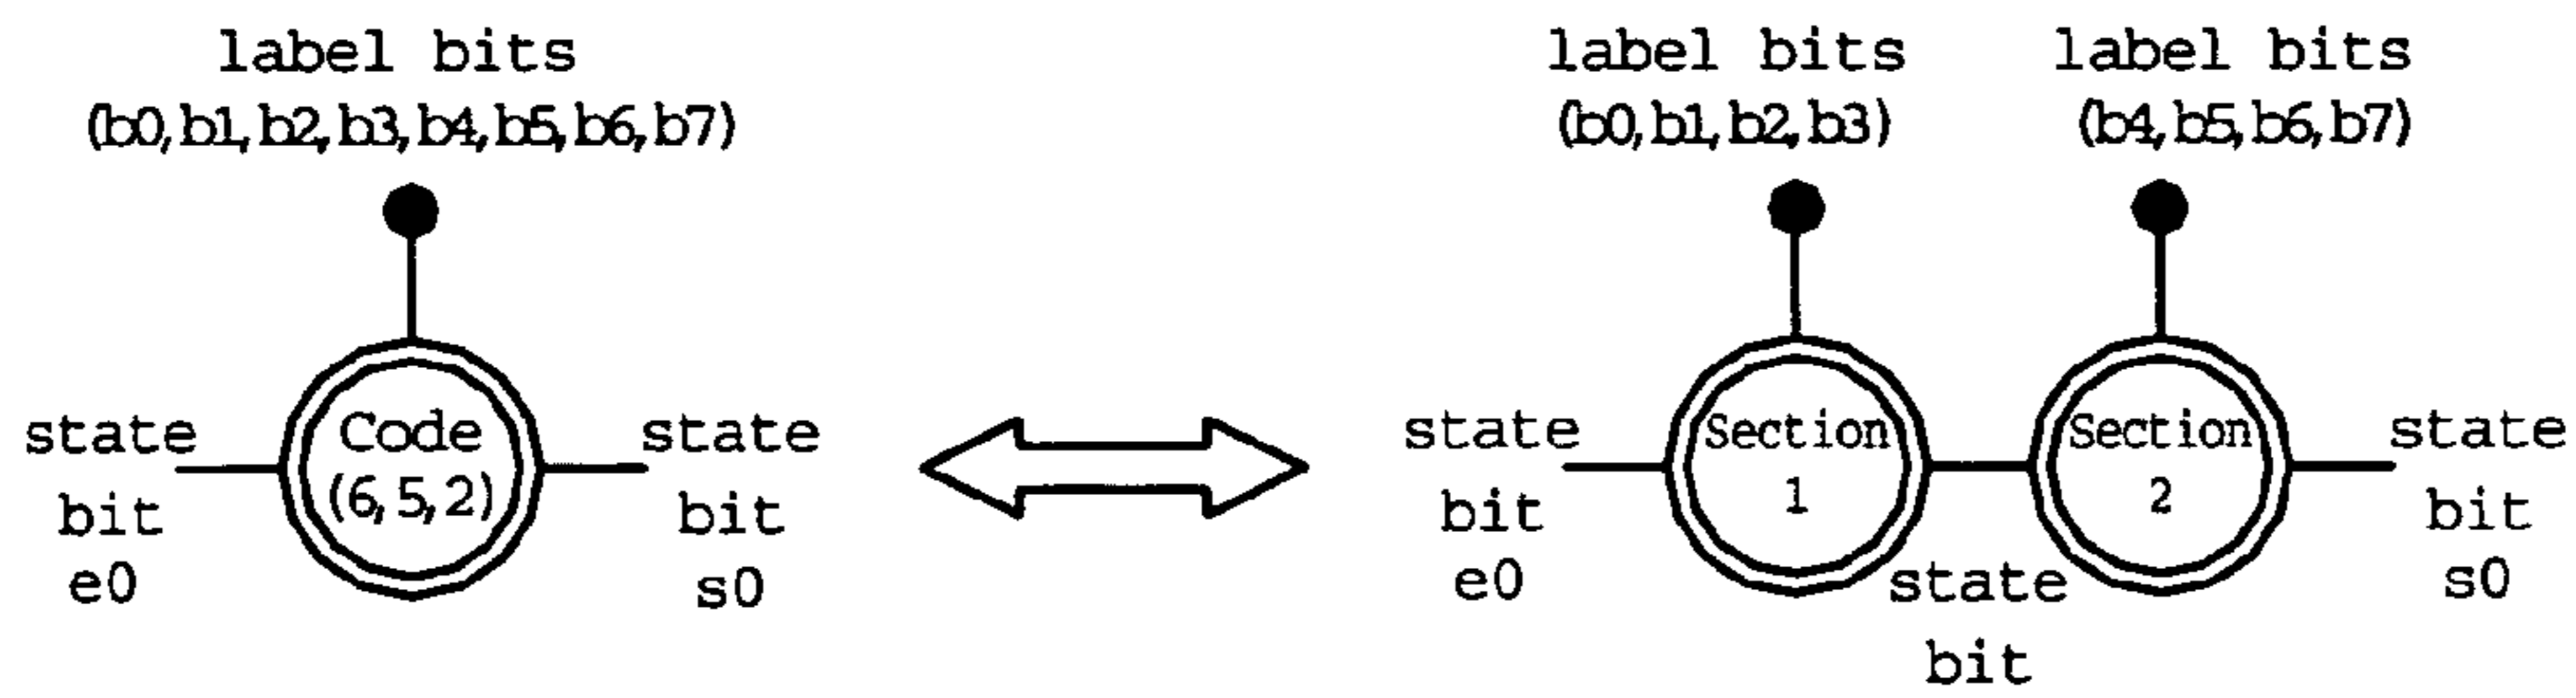 label bits
(b0,b1,b2,b3,b4,b5,b6,b7)
state
bit
e0
Code
(6,5,2)
state
bit
s0
label bits
(b0,b1,b2,b3)
label bits
(b4,b5,b6,b7)
state
bit
e0
Section
1
state
bit
Section
2
state
bit
s0